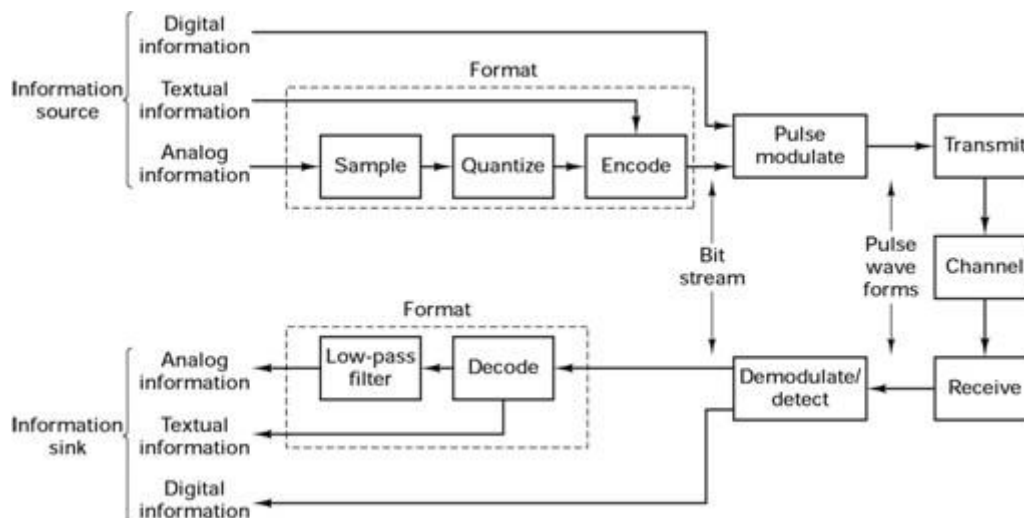 Digital
information
Format
Information
source
Textual
information
Analog
information
Sample
Quantize
Encode
Pulse
modulate
Transmit
Bit
stream
Pulse
wave
forms
Channel
Format
Analog
information
Low-pass
filter
Decode
Demodulate/
detect
Receive
Information
sink
Textual
information
Digital
information